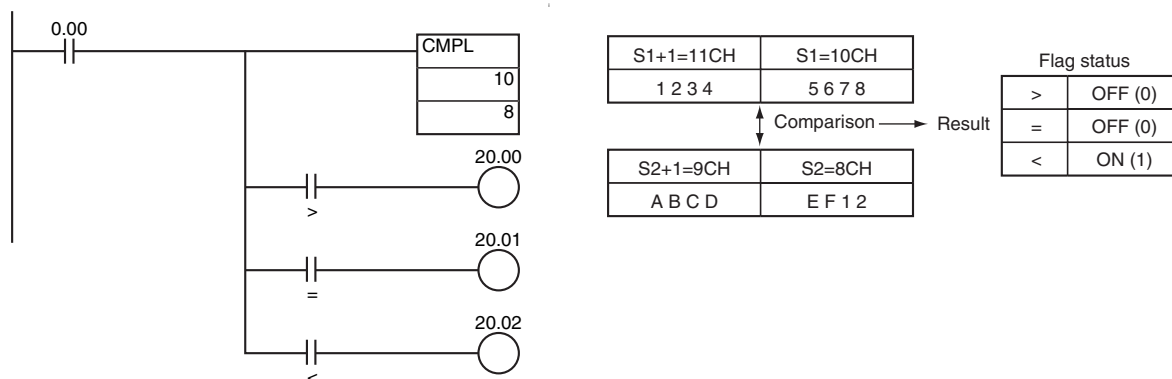 0.00
CMPL
10
8
20.00
>
20.01
=
20.02
<
S1+1=11CH S1=10CH
1 2 3 4 5 6 7 8
Comparison Result
S2+1=9CH S2=8CH
A B C D E F 1 2
Flag status
> OFF (0)
= OFF (0)
< ON (1)